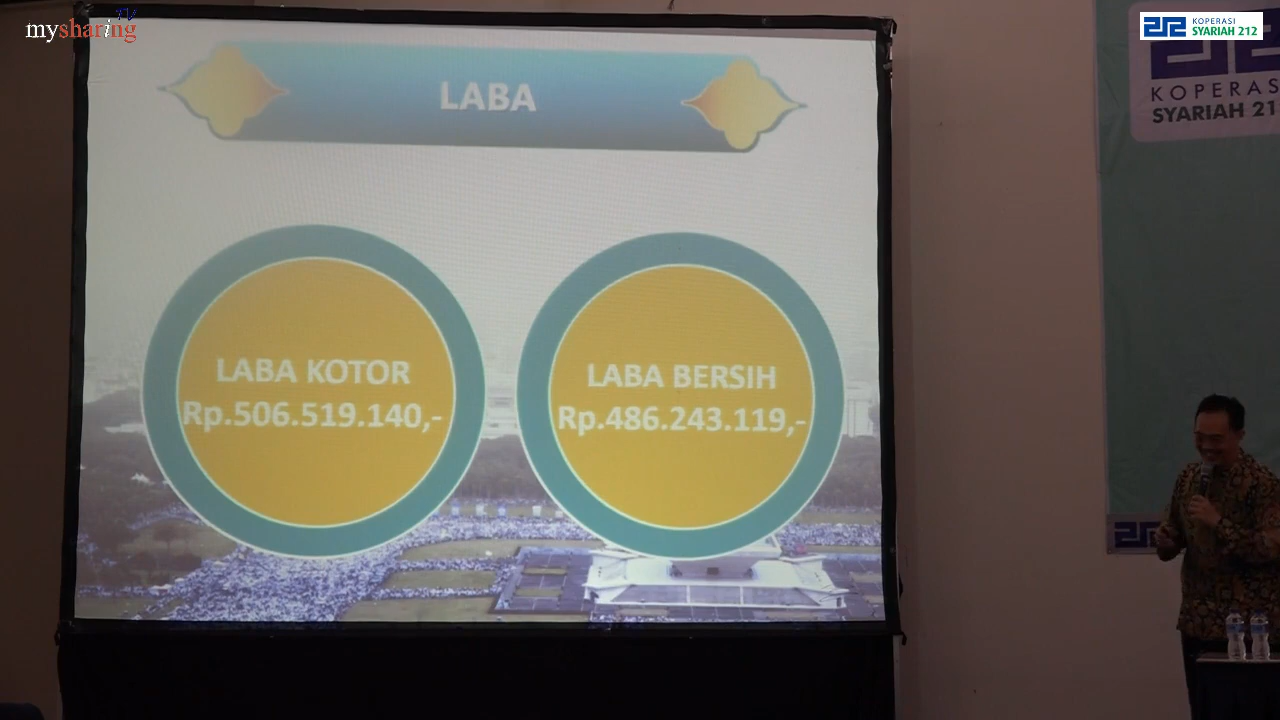 mysharing TV
KOPERASI
SYARIAH 212
LABA
KOPERAS
SYARIAH 21
LABA KOTOR
Rp.506.519.140,-
LABA BERSIH
Rp.486.243.119,-